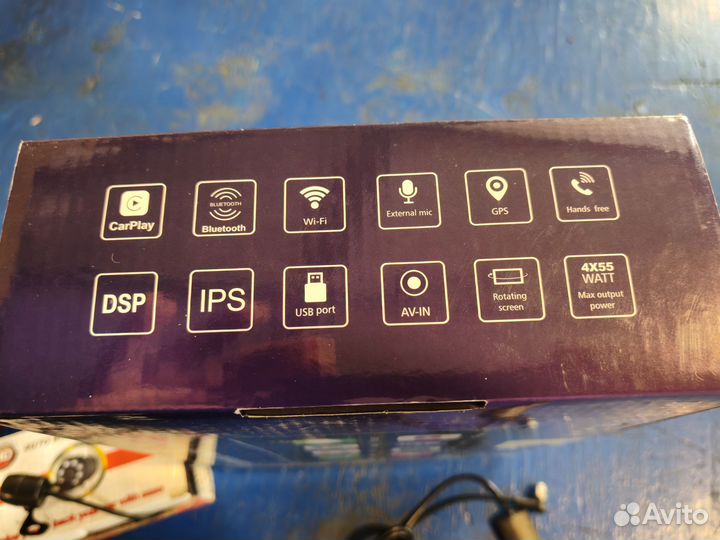 CarPlay
BLUETOOTH
Bluetooth
Wi-Fi
External mic
GPS
Hands free
DSP
IPS
USB port
AV-IN
Rotating
screen
4X55
WATT
Max output
power
AUTO
Avito